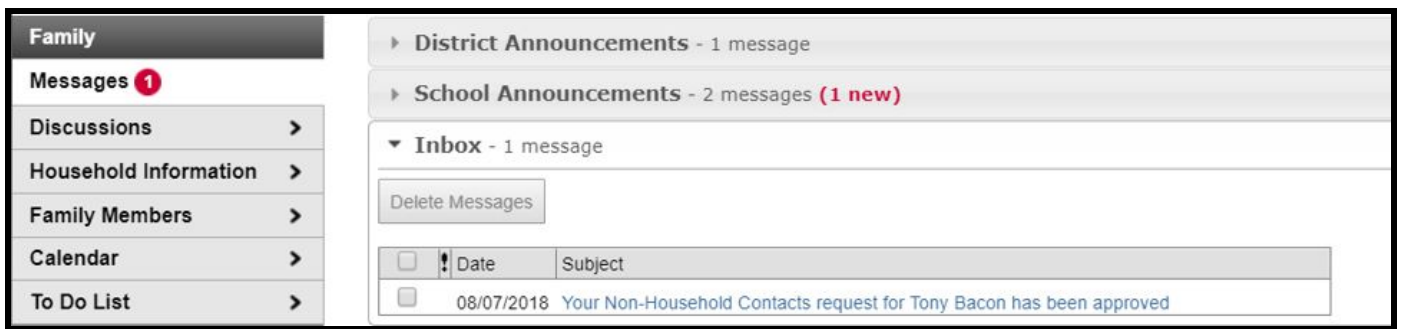 Family
Messages 1
Discussions
Household Information
Family Members
Calendar
To Do List
District Announcements - 1 message
School Announcements - 2 messages (1 new)
Inbox - 1 message
Delete Messages
! Date Subject
08/07/2018 Your Non-Household Contacts request for Tony Bacon has been approved